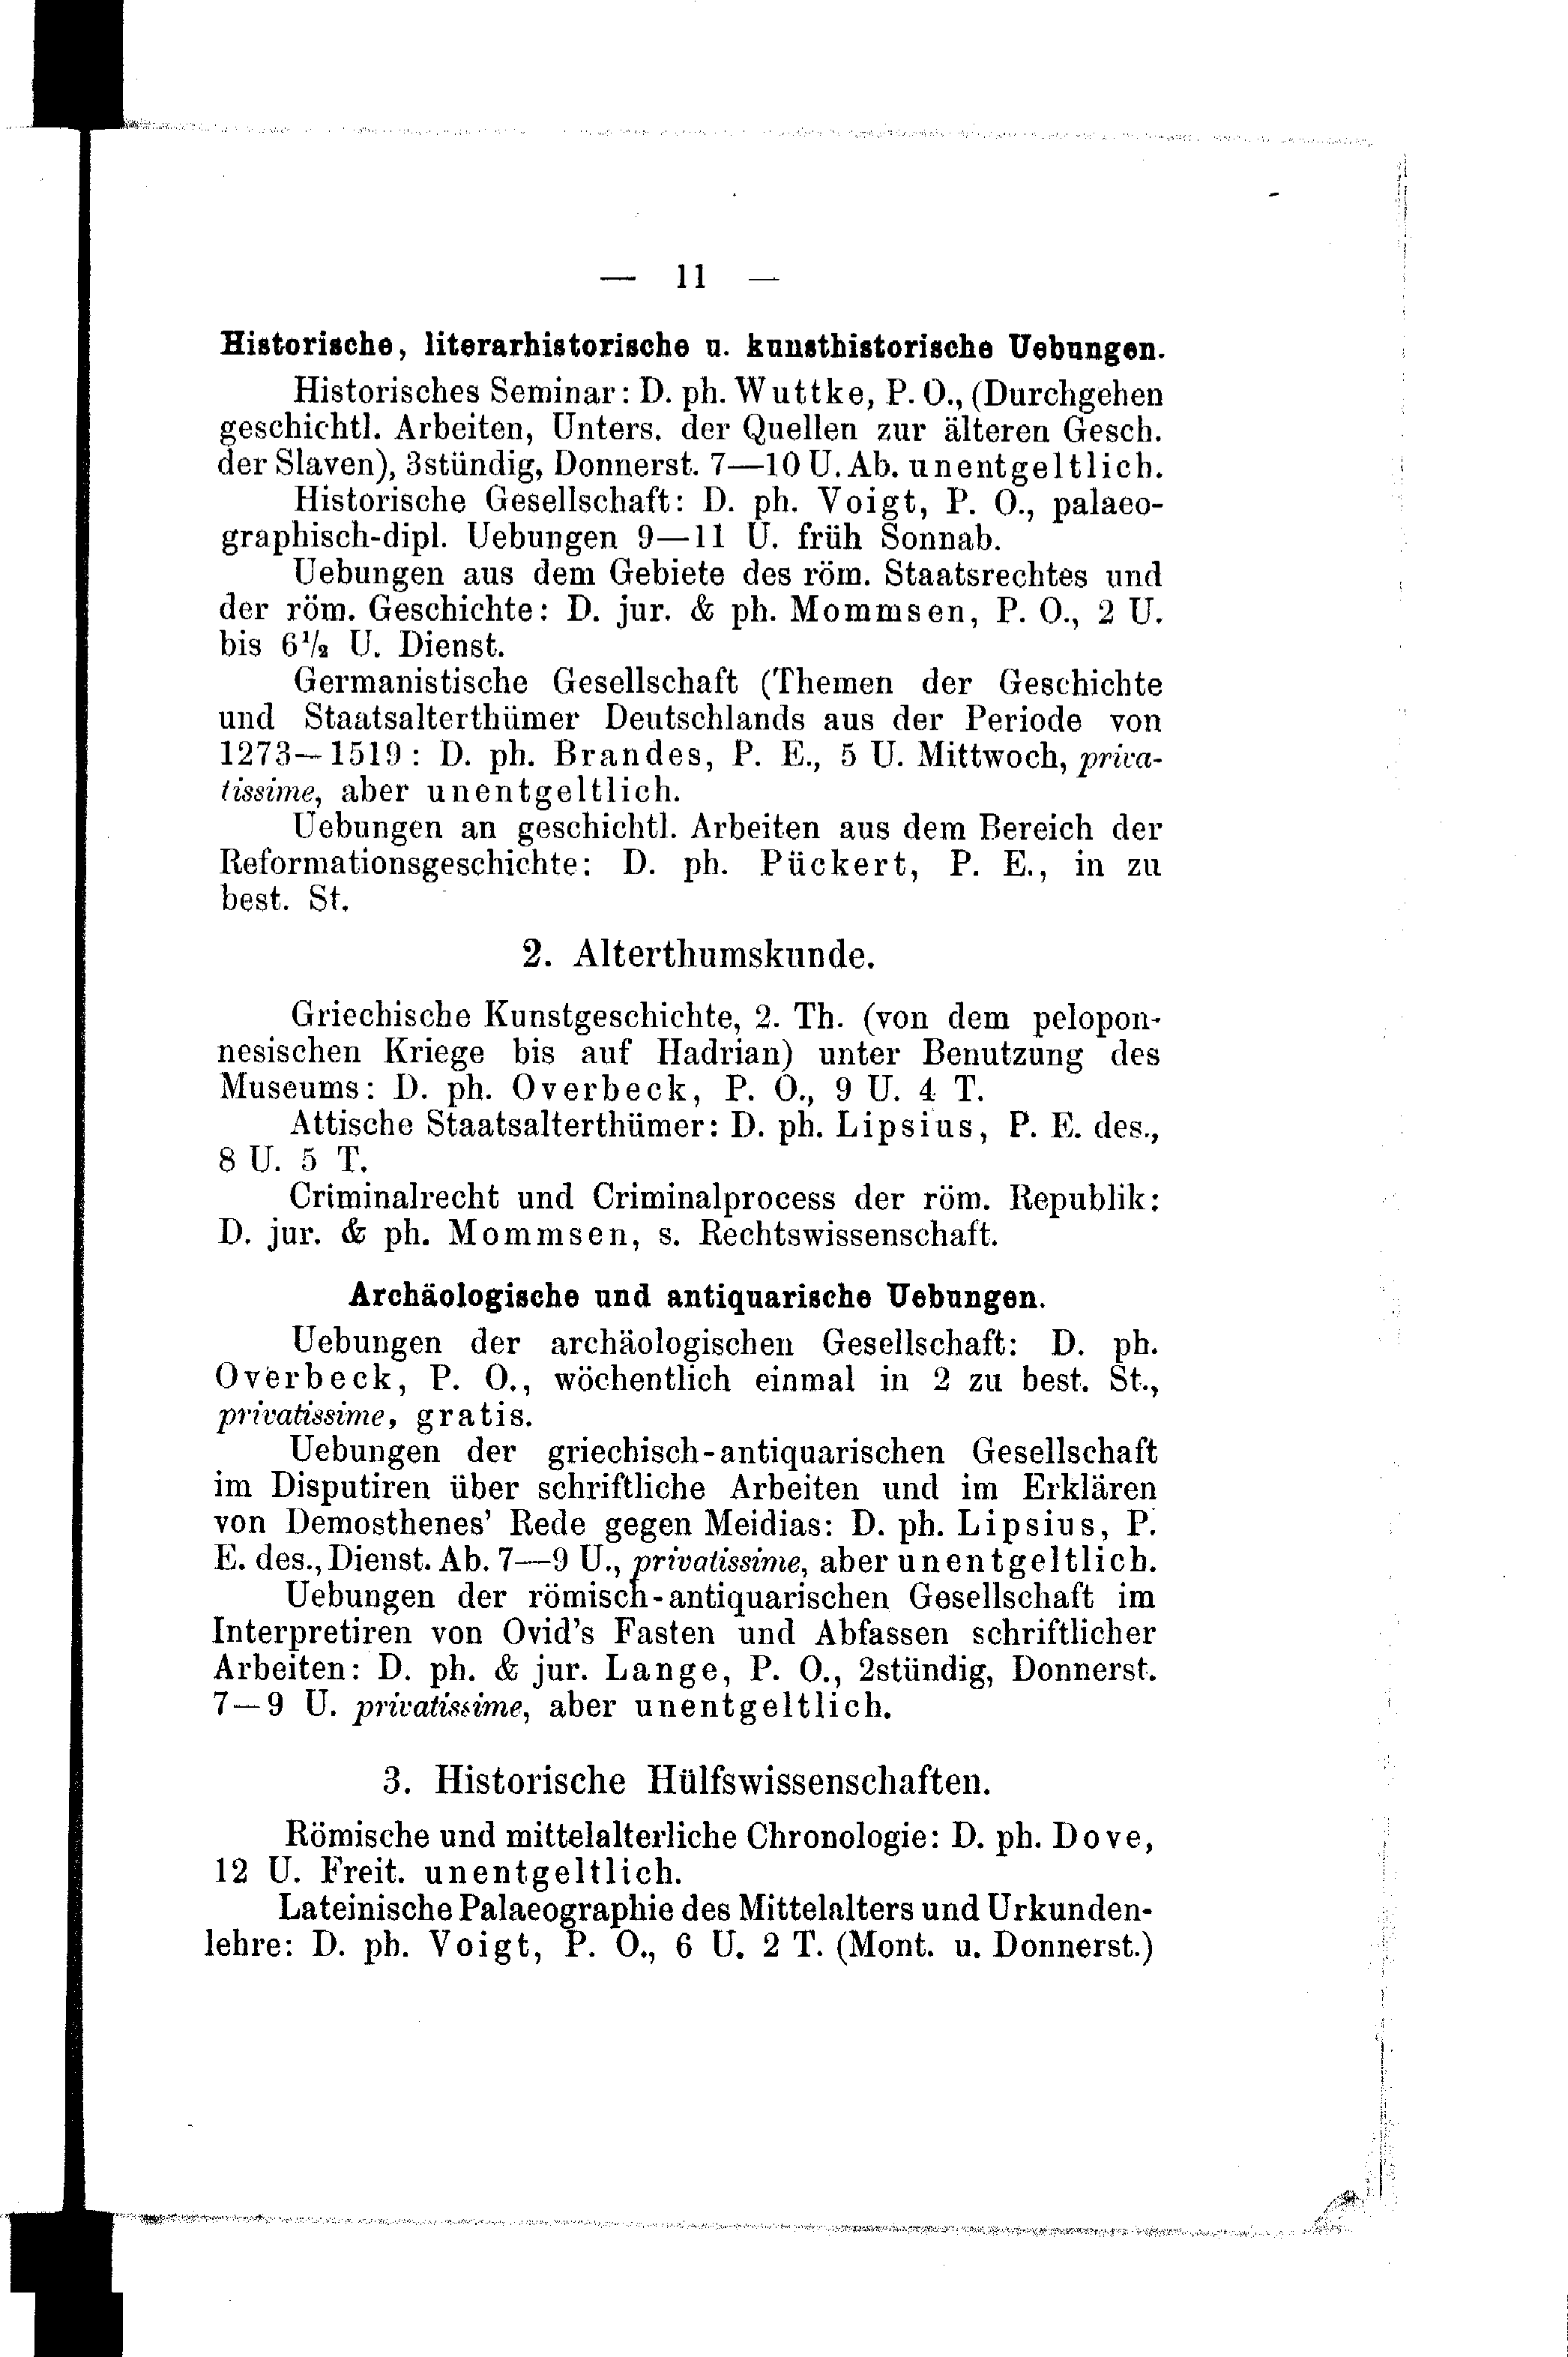 — 11 —
Historische, literarhistorische u. kunsthistorische Uebungen.
Historisches Seminar: D. ph. Wuttke, P. O., (Durchgehen
geschichtl. Arbeiten, Unters. der Quellen zur älteren Gesch.
der Slaven), 3stündig, Donnerst. 7—10 U. Ab. unentgeltlich.
Historische Gesellschaft: D. ph. Voigt, P. O., palaeo-
graphisch-dipl. Uebungen 9—11 U. früh Sonnab.
Uebungen aus dem Gebiete des röm. Staatsrechtes und
der röm. Geschichte: D. jur. & ph. Mommsen, P. O., 2 U.
bis 6½ U. Dienst.
Germanistische Gesellschaft (Themen der Geschichte
und Staatsalterthümer Deutschlands aus der Periode von
1273—1519: D. ph. Brandes, P. E., 5 U. Mittwoch, priva-
tissime, aber unentgeltlich.
Uebungen an geschichtl. Arbeiten aus dem Bereich der
Reformationsgeschichte: D. ph. Pückert, P. E., in zu
best. St.
2. Alterthumskunde.
Griechische Kunstgeschichte, 2. Th. (von dem pelopon-
nesischen Kriege bis auf Hadrian) unter Benutzung des
Museums: D. ph. Overbeck, P. O., 9 U. 4 T.
Attische Staatsalterthümer: D. ph. Lipsius, P. E. des.,
8 U. 5 T.
Criminalrecht und Criminalprocess der röm. Republik:
D. jur. & ph. Mommsen, s. Rechtswissenschaft.
Archäologische und antiquarische Uebungen.
Uebungen der archäologischen Gesellschaft: D. ph.
Overbeck, P. O., wöchentlich einmal in 2 zu best. St.,
privatissime, gratis.
Uebungen der griechisch-antiquarischen Gesellschaft
im Disputiren über schriftliche Arbeiten und im Erklären
von Demosthenes' Rede gegen Meidias: D. ph. Lipsius, P.
E. des., Dienst. Ab. 7—9 U., privatissime, aber unentgeltlich.
Uebungen der römisch-antiquarischen Gesellschaft im
Interpretiren von Ovid's Fasten und Abfassen schriftlicher
Arbeiten: D. ph. & jur. Lange, P. O., 2stündig, Donnerst.
7—9 U. privatissime, aber unentgeltlich.
3. Historische Hülfswissenschaften.
Römische und mittelalterliche Chronologie: D. ph. Dove,
12 U. Freit. unentgeltlich.
Lateinische Palaeographie des Mittelalters und Urkunden-
lehre: D. ph. Voigt, P. O., 6 U. 2 T. (Mont. u. Donnerst.)